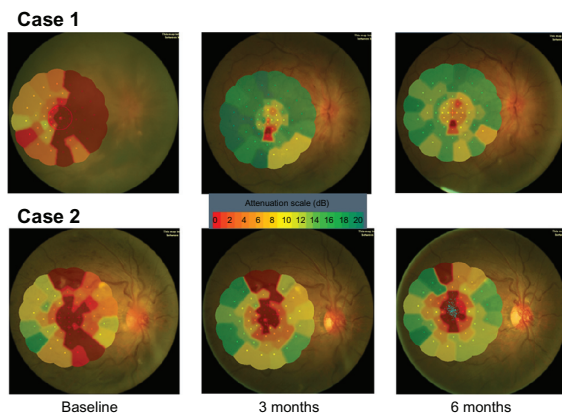 Case 1
Attenuation scale (dB)
0 2 4 6 8 10 12 14 16 18 20
Case 2
Baseline 3 months 6 months